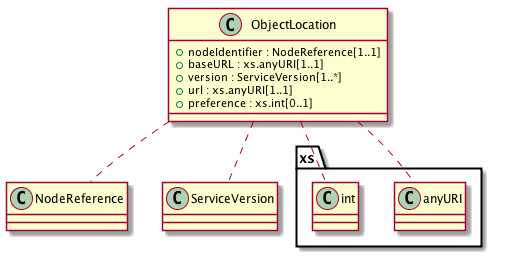 C ObjectLocation
nodeIdentifier : NodeReference[1..1]
baseURL : xs.anyURI[1..1]
version : ServiceVersion[1..*]
url : xs.anyURI[1..1]
preference : xs.int[0..1]
xs
C NodeReference
C ServiceVersion
C int
C anyURI